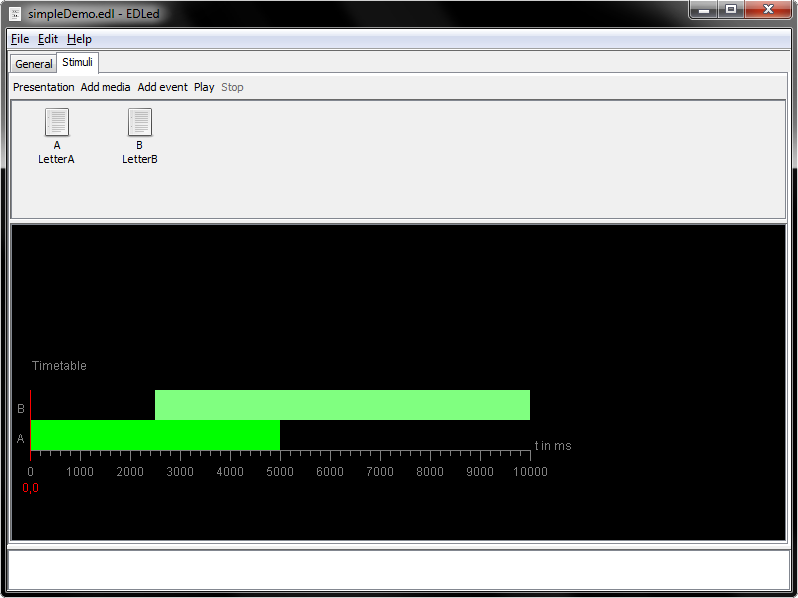 simpleDemo.edl - EDLed
File Edit Help
General Stimuli
Presentation Add media Add event Play Stop
A B
LetterA LetterB
Timetable
B
A
t in ms
0 1000 2000 3000 4000 5000 6000 7000 8000 9000 10000
0,0